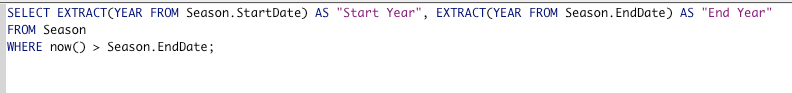 SELECT EXTRACT(YEAR FROM Season.StartDate) AS "Start Year", EXTRACT(YEAR FROM Season.EndDate) AS "End Year"
FROM Season
WHERE now() > Season.EndDate;